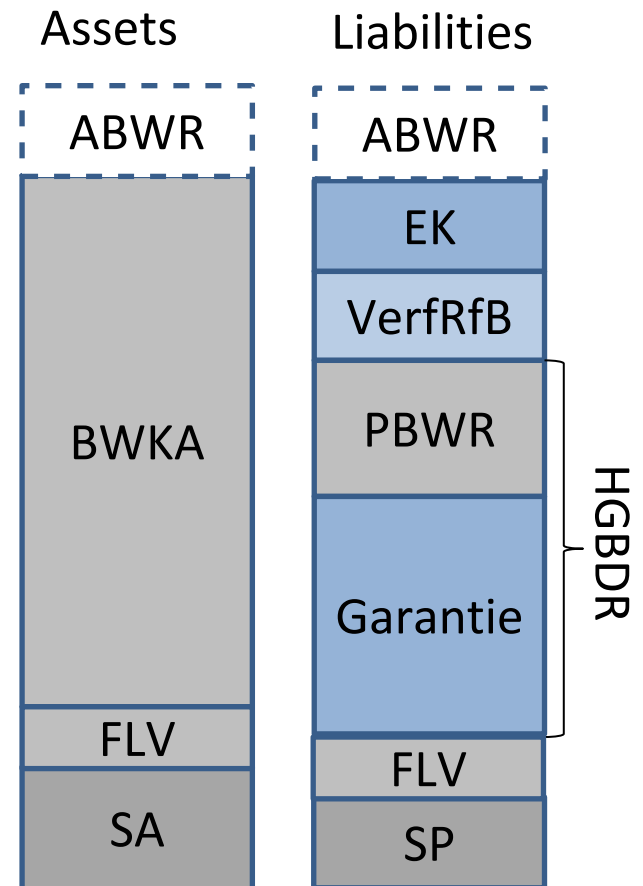 Assets
ABWR
BWKA
FLV
SA
Liabilities
ABWR
EK
VerfRfB
PBWR
Garantie
FLV
SP
HGBDR